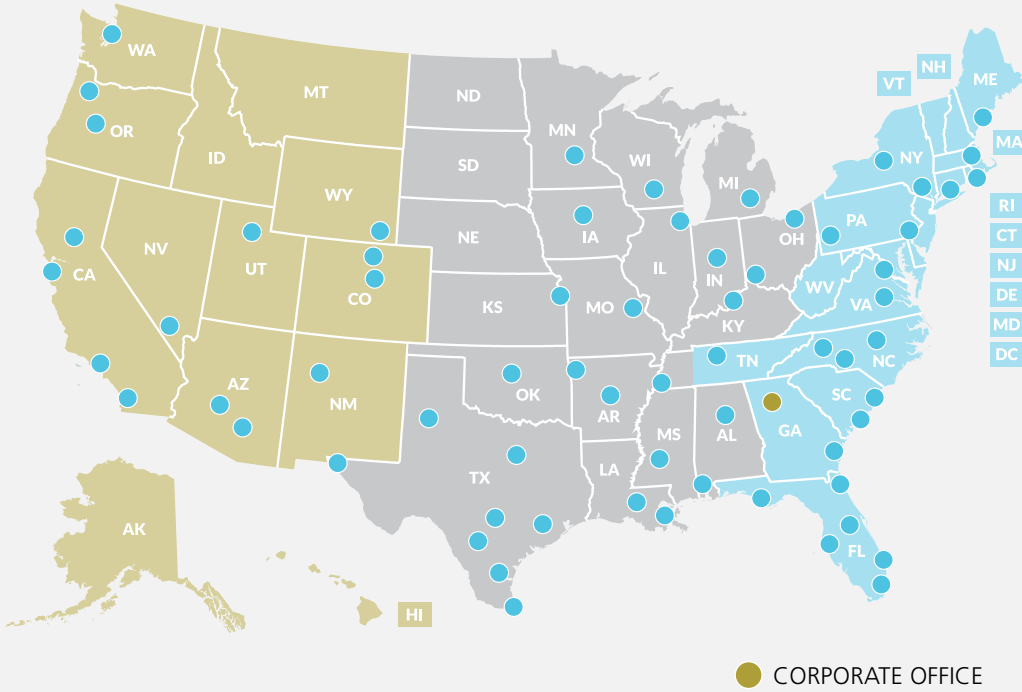 WA
MT
ND
MN
OR
ID
SD
WI
MI
WY
NV
UT
CA
CO
NE
IA
KS
MO
IL
IN
OH
KY
AZ
NM
OK
AR
TX
LA
MS
AL
TN
GA
SC
NC
VA
WV
PA
NY
VT
NH
ME
MA
RI
CT
NJ
DE
MD
DC
FL
AK
HI
CORPORATE OFFICE